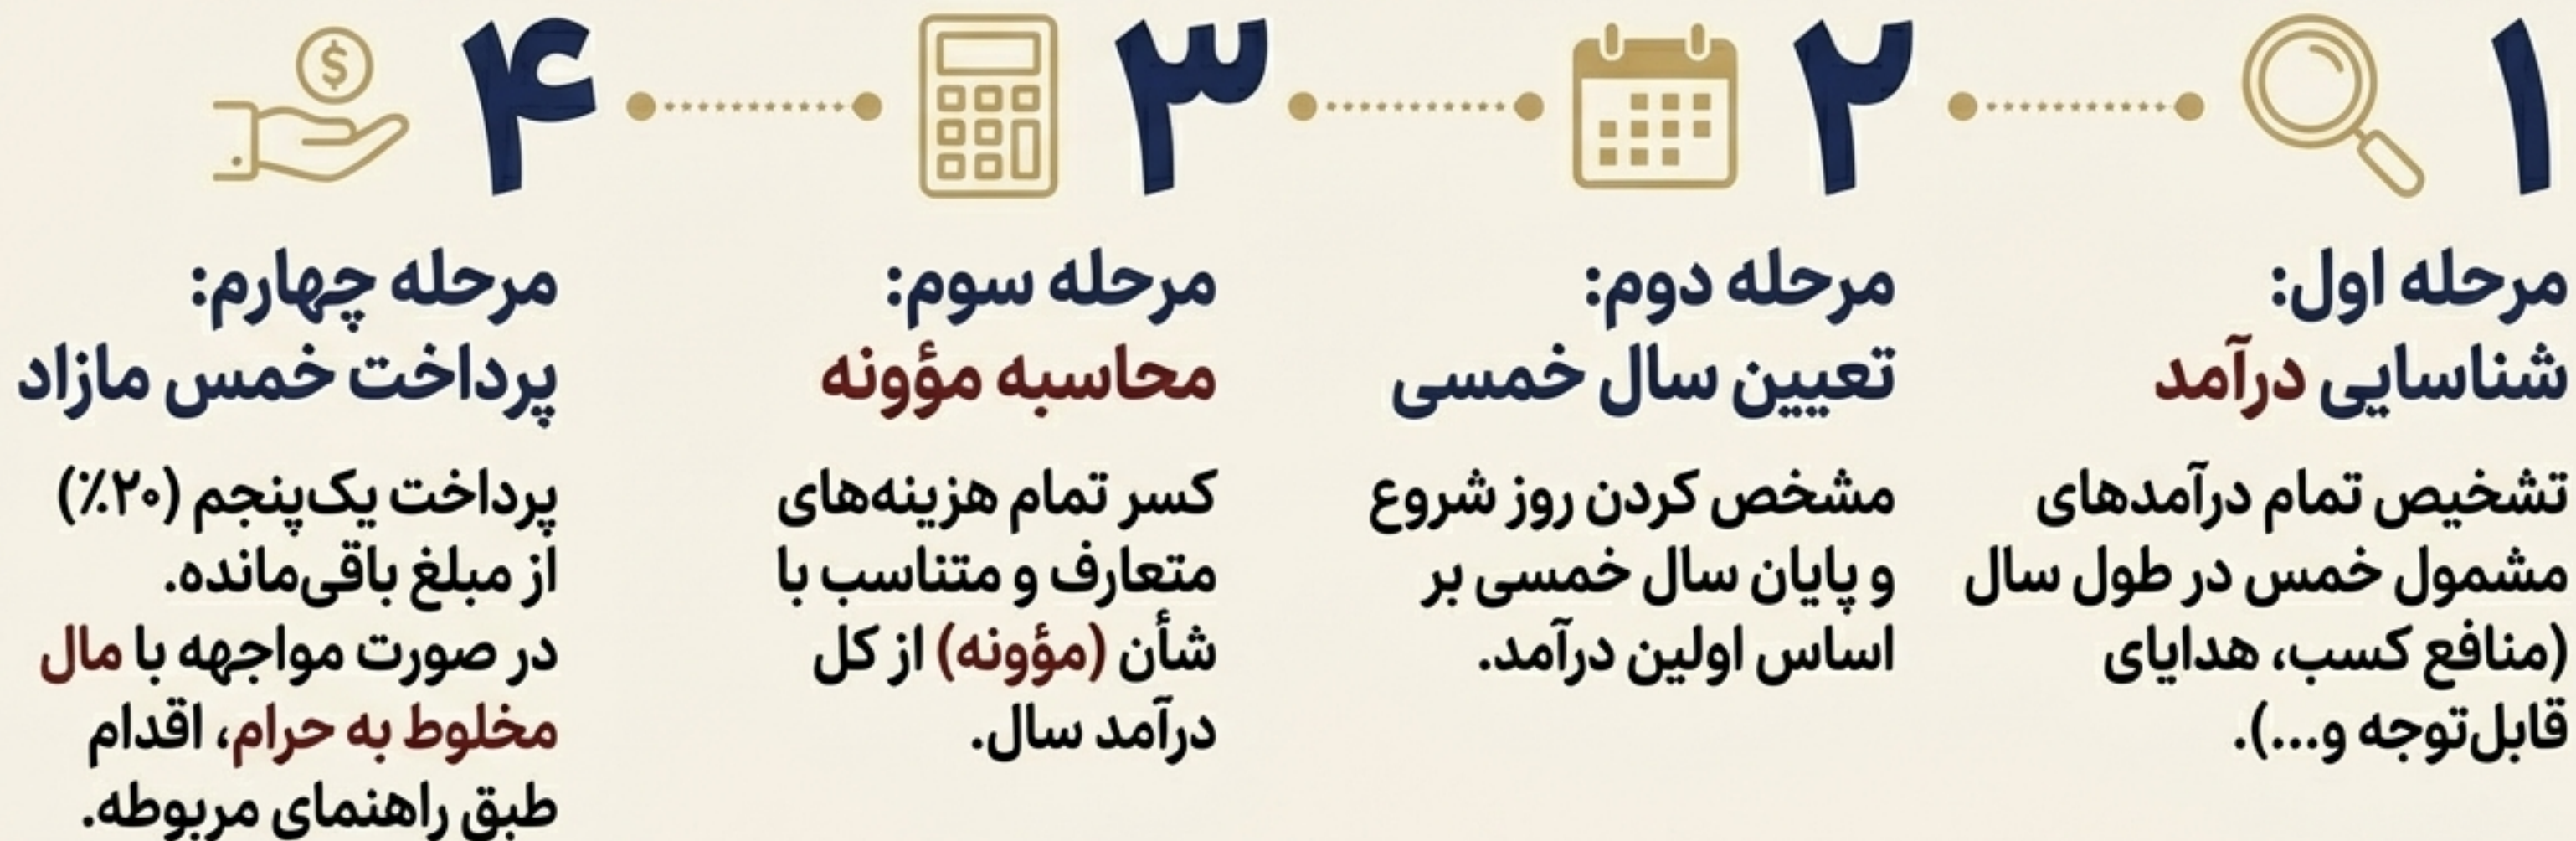 ۱
مرحله اول:
شناسایی درآمد
تشخیص تمام درآمدهای
مشمول خمس در طول سال
(منافع کسب، هدایای
قابل‌توجه و...).
۲
مرحله دوم:
تعیین سال خمسی
مشخص کردن روز شروع
و پایان سال خمسی بر
اساس اولین درآمد.
۳
مرحله سوم:
محاسبه مؤونه
کسر تمام هزینه‌های
متعارف و متناسب با
شأن (مؤونه) از کل
درآمد سال.
۴
$
مرحله چهارم:
پرداخت خمس مازاد
پرداخت یک‌پنجم (۲۰٪)
از مبلغ باقی‌مانده.
در صورت مواجهه با مال
مخلوط به حرام، اقدام
طبق راهنمای مربوطه.